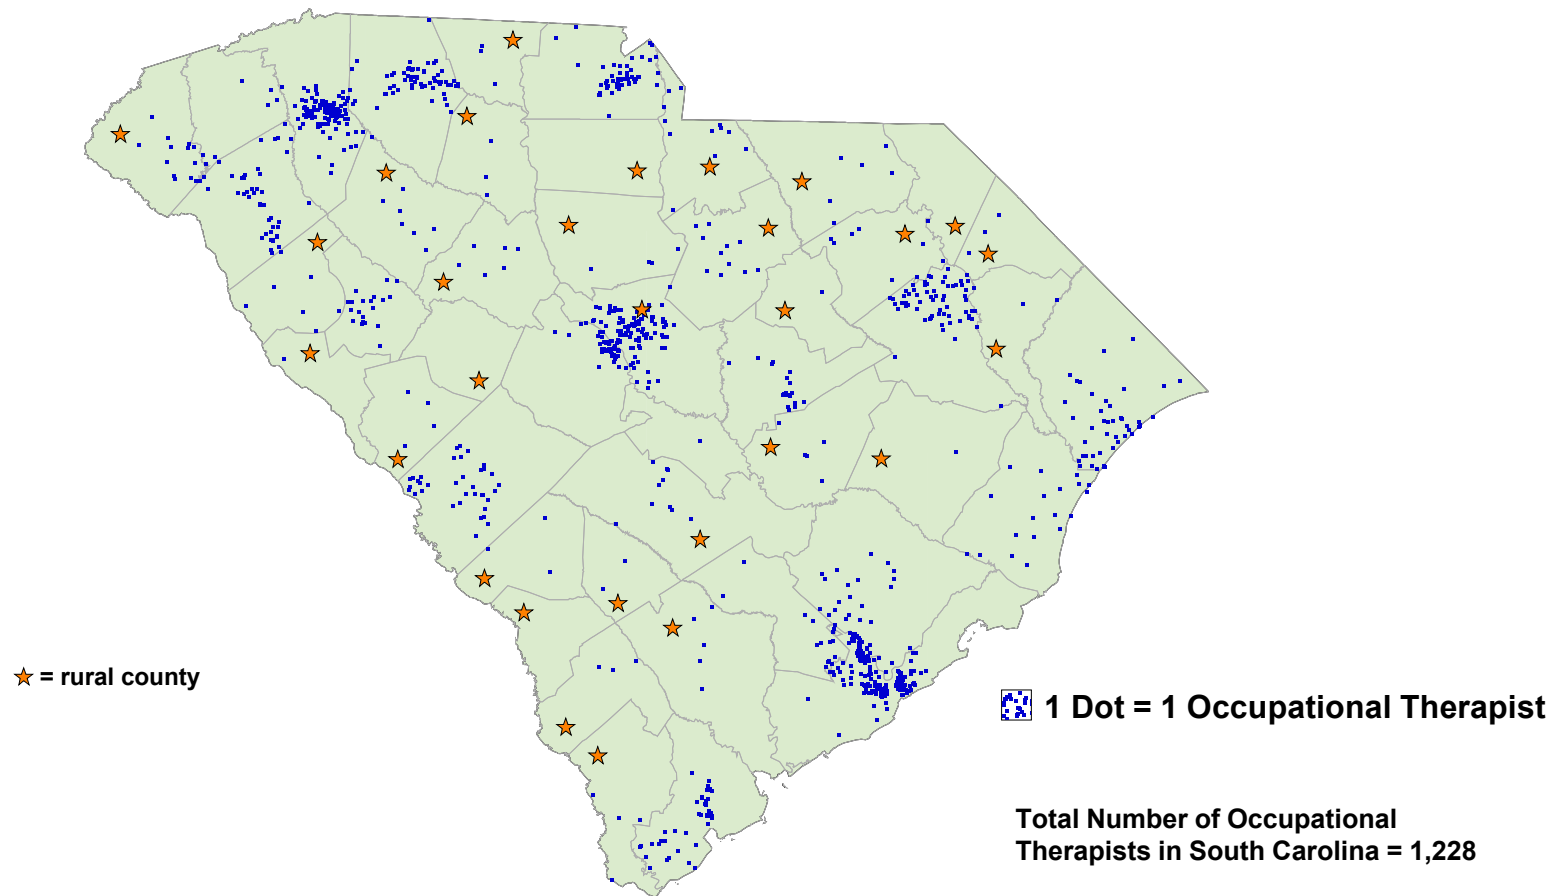 = rural county
1 Dot = 1 Occupational Therapist
Total Number of Occupational
Therapists in South Carolina = 1,228